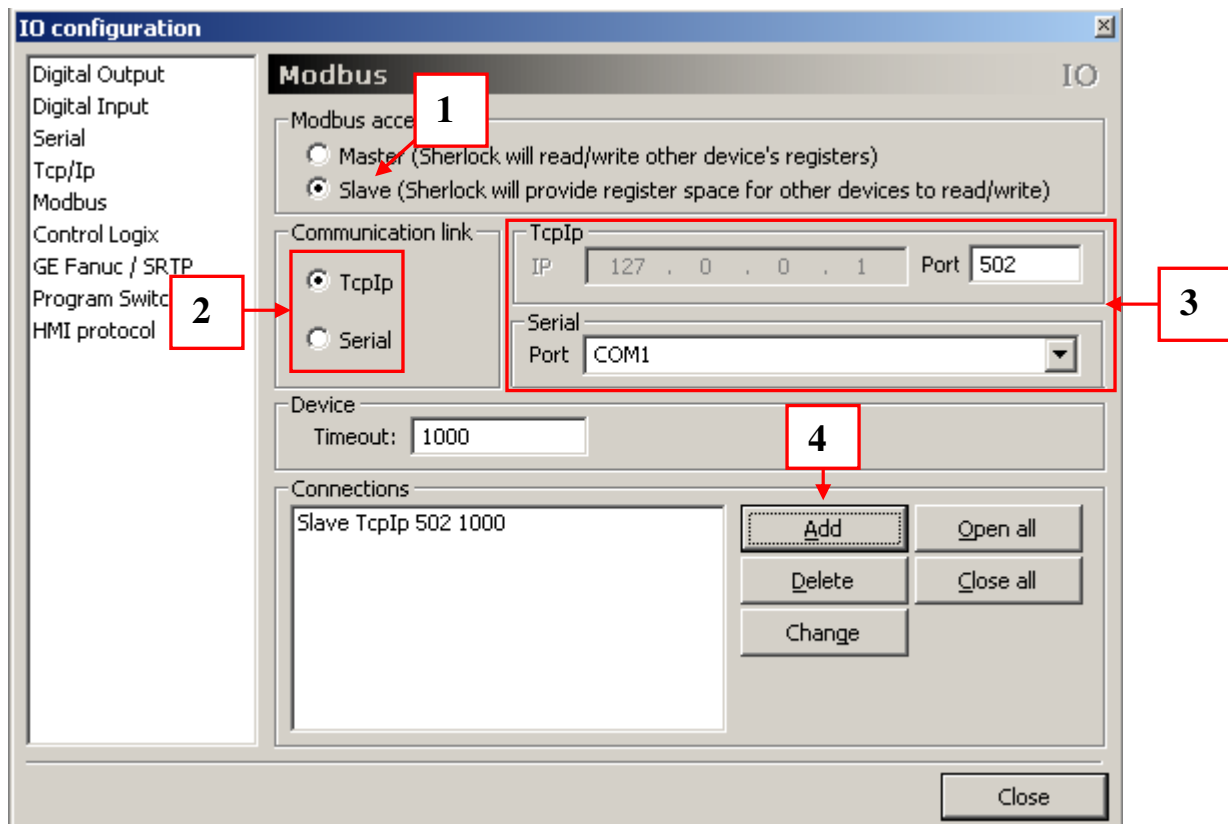 IO configuration
Digital Output
Digital Input
Serial
Tcp/Ip
Modbus
Control Logix
GE Fanuc / SRTP
Program Switc
HMI protocol
Modbus
IO
1
Modbus acce
Master (Sherlock will read/write other device's registers)
Slave (Sherlock will provide register space for other devices to read/write)
Communication link
TcpIp
Serial
2
TcpIp
IP 127 . 0 . 0 . 1 Port 502
Serial
Port COM1
3
Device
Timeout: 1000
4
Connections
Slave TcpIp 502 1000
Add
Open all
Delete
Close all
Change
Close